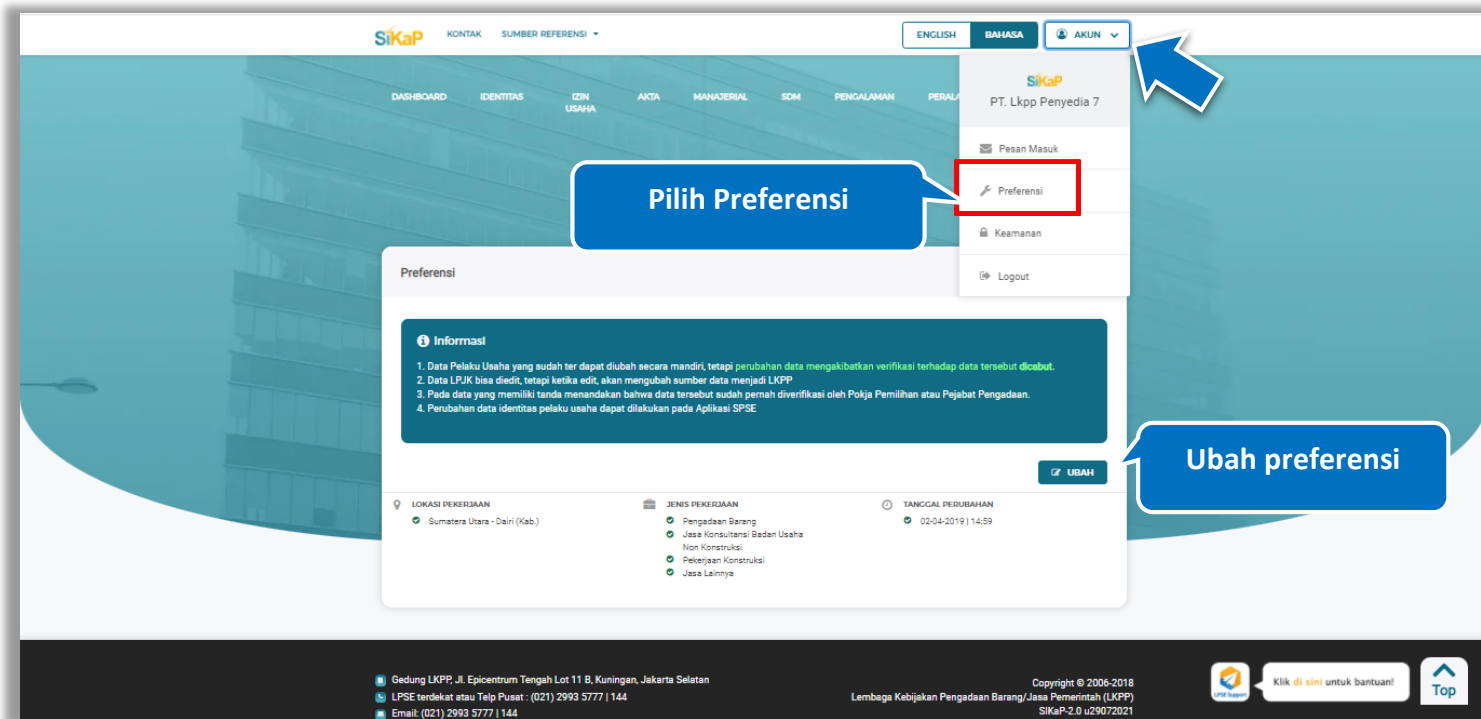 SiKaP
KONTAK
SUMBER REFERENSI
ENGLISH
BAHASA
AKUN
DASHBOARD
IDENTITAS
IZIN
USAHA
AKTA
MANAJERIAL
SDM
PENGALAMAN
SiKaP
PT. Lkpp Penyedia 7
Pesan Masuk
Preferensi
Keamanan
Logout
Pilih Preferensi
Preferensi
Informasi
1. Data Pelaku Usaha yang sudah ter dapat diubah secara mandiri, tetapi perubahan data mengakibatkan verifikasi terhadap data tersebut dicabut.
2. Data LPJK bisa diedit, tetapi ketika edit, akan mengubah sumber data menjadi LKPP
3. Pada data yang memiliki tanda menandakan bahwa data tersebut sudah pernah diverifikasi oleh Pokja Pemilihan atau Pejabat Pengadaan.
4. Perubahan data identitas pelaku usaha dapat dilakukan pada Aplikasi SPSE
Ubah preferensi
UBAH
LOKASI PEKERJAAN
Sumatera Utara - Dairi (Kab.)
JENIS PEKERJAAN
Pengadaan Barang
Jasa Konsultansi Badan Usaha
Non Konstruksi
Pekerjaan Konstruksi
Jasa Lainnya
TANGGAL PERUBAHAN
02-04-2019 | 14:59
Gedung LKPP, Jl. Epicentrum Tengah Lot 11 B, Kuningan, Jakarta Selatan
LPSE terdekat atau Telp Pusat : (021) 2993 5777 | 144
Email: (021) 2993 5777 | 144
Copyright © 2006-2018
Lembaga Kebijakan Pengadaan Barang/Jasa Pemerintah (LKPP)
SIKaP-2.0 u29072021
LPSE Support
Klik di sini untuk bantuan!
Top